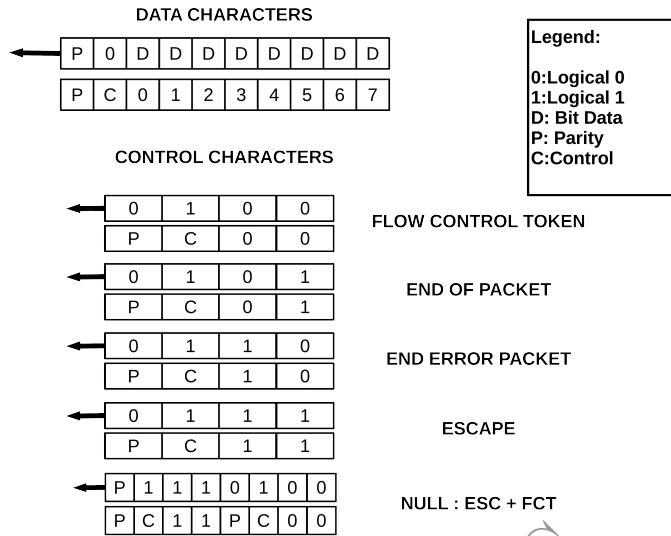 DATA CHARACTERS
P 0 D D D D D D D D
P C 0 1 2 3 4 5 6 7
Legend:
0:Logical 0
1:Logical 1
D: Bit Data
P: Parity
C:Control
CONTROL CHARACTERS
0 1 0 0
P C 0 0
FLOW CONTROL TOKEN
0 1 0 1
P C 0 1
END OF PACKET
0 1 1 0
P C 1 0
END ERROR PACKET
0 1 1 1
P C 1 1
ESCAPE
P 1 1 1 0 1 0 0
P C 1 1 P C 0 0
NULL : ESC + FCT